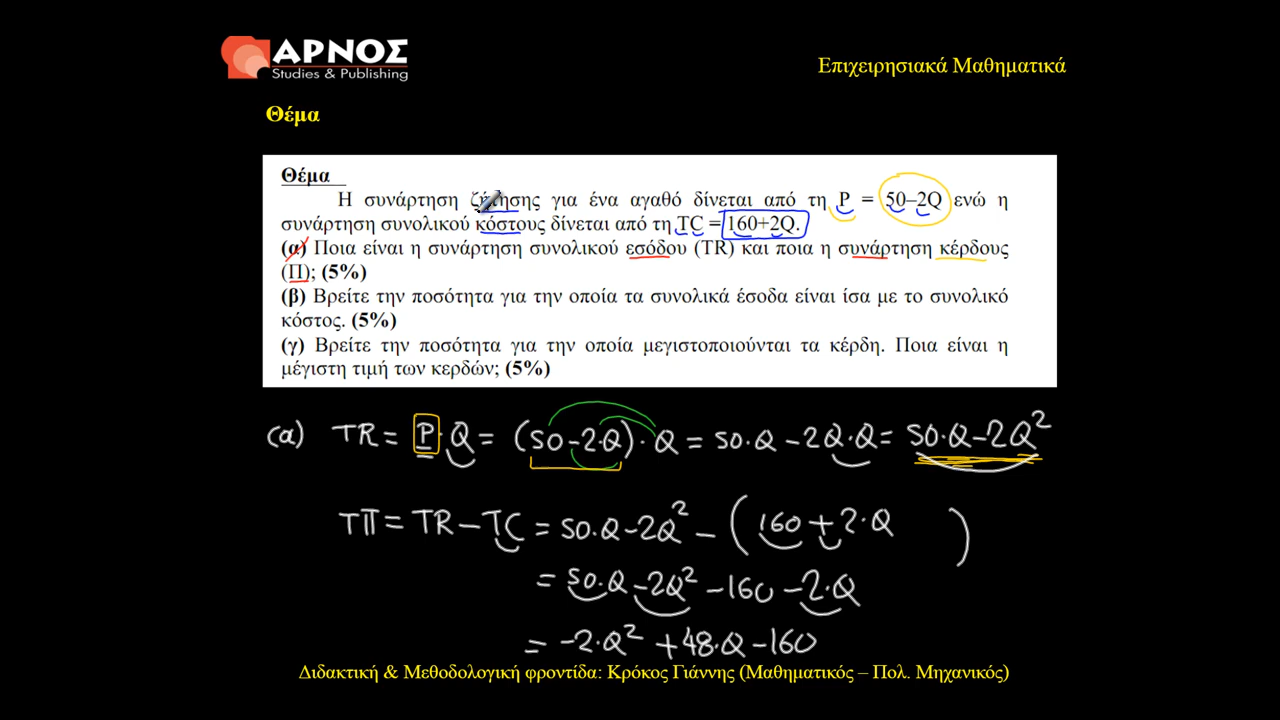 ΑΡΝΟΣ
Studies & Publishing
Επιχειρησιακά Μαθηματικά
Θέμα
Θέμα
Η συνάρτηση ζήτησης για ένα αγαθό δίνεται από τη P = 50–2Q ενώ η
συνάρτηση συνολικού κόστους δίνεται από τη TC = 160+2Q.
(α) Ποια είναι η συνάρτηση συνολικού εσόδου (TR) και ποια η συνάρτηση κέρδους
(Π); (5%)
(β) Βρείτε την ποσότητα για την οποία τα συνολικά έσοδα είναι ίσα με το συνολικό
κόστος. (5%)
(γ) Βρείτε την ποσότητα για την οποία μεγιστοποιούνται τα κέρδη. Ποια είναι η
μέγιστη τιμή των κερδών; (5%)
(α) TR = P·Q = (50-2·Q)·Q = 50·Q-2Q·Q = 50·Q-2Q²
ΤΠ = TR - TC = 50·Q-2Q² - (160+2·Q )
= 50·Q-2Q²-160-2·Q
= -2·Q²+48·Q-160
Διδακτική & Μεθοδολογική φροντίδα: Κρόκος Γιάννης (Μαθηματικός – Πολ. Μηχανικός)